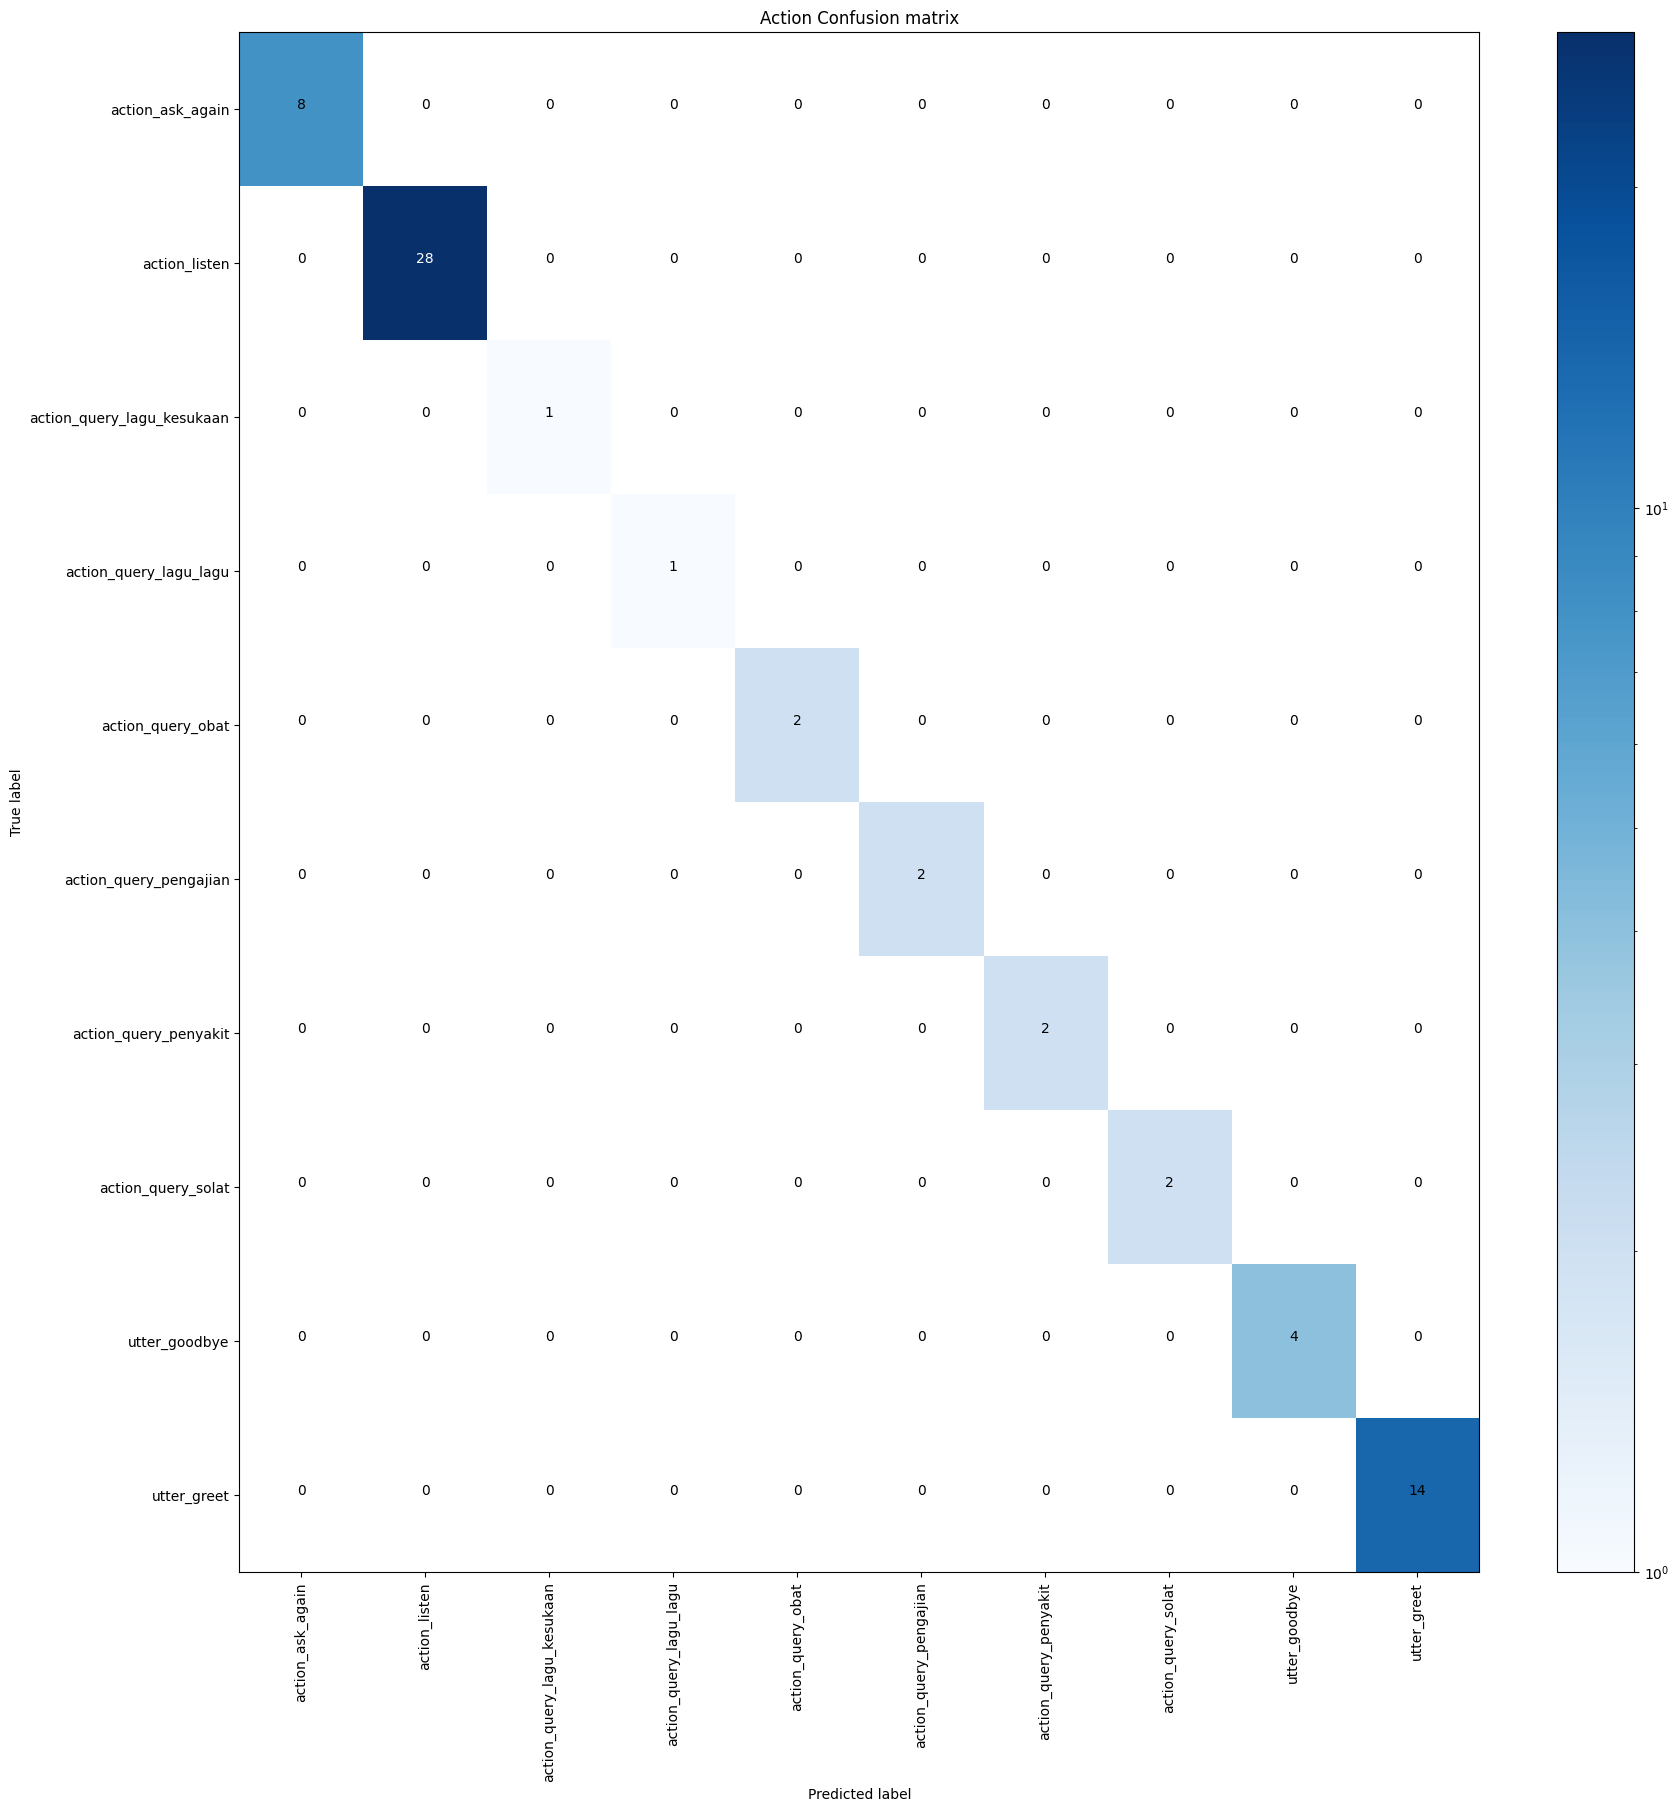 Action Confusion matrix
True label
action_ask_again 8 0 0 0 0 0 0 0 0 0
action_listen 0 28 0 0 0 0 0 0 0 0
action_query_lagu_kesukaan 0 0 1 0 0 0 0 0 0 0
action_query_lagu_lagu 0 0 0 1 0 0 0 0 0 0
action_query_obat 0 0 0 0 2 0 0 0 0 0
action_query_pengajian 0 0 0 0 0 2 0 0 0 0
action_query_penyakit 0 0 0 0 0 0 2 0 0 0
action_query_solat 0 0 0 0 0 0 0 2 0 0
utter_goodbye 0 0 0 0 0 0 0 0 4 0
utter_greet 0 0 0 0 0 0 0 0 0 14
action_ask_again
action_listen
action_query_lagu_kesukaan
action_query_lagu_lagu
action_query_obat
action_query_pengajian
action_query_penyakit
action_query_solat
utter_goodbye
utter_greet
Predicted label
10¹
10⁰